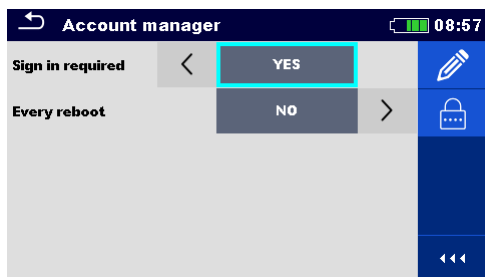 Account manager 08:57
Sign in required YES
Every reboot NO